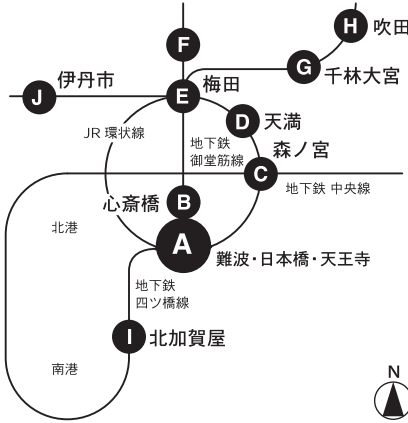 H 吹田
F
G 千林大宮
伊丹市
J
E 梅田
D 天満
JR 環状線
地下鉄
御堂筋線
森ノ宮
C
地下鉄 中央線
心斎橋 B
北港
A 難波・日本橋・天王寺
地下鉄
四ツ橋線
I 北加賀屋
南港
N